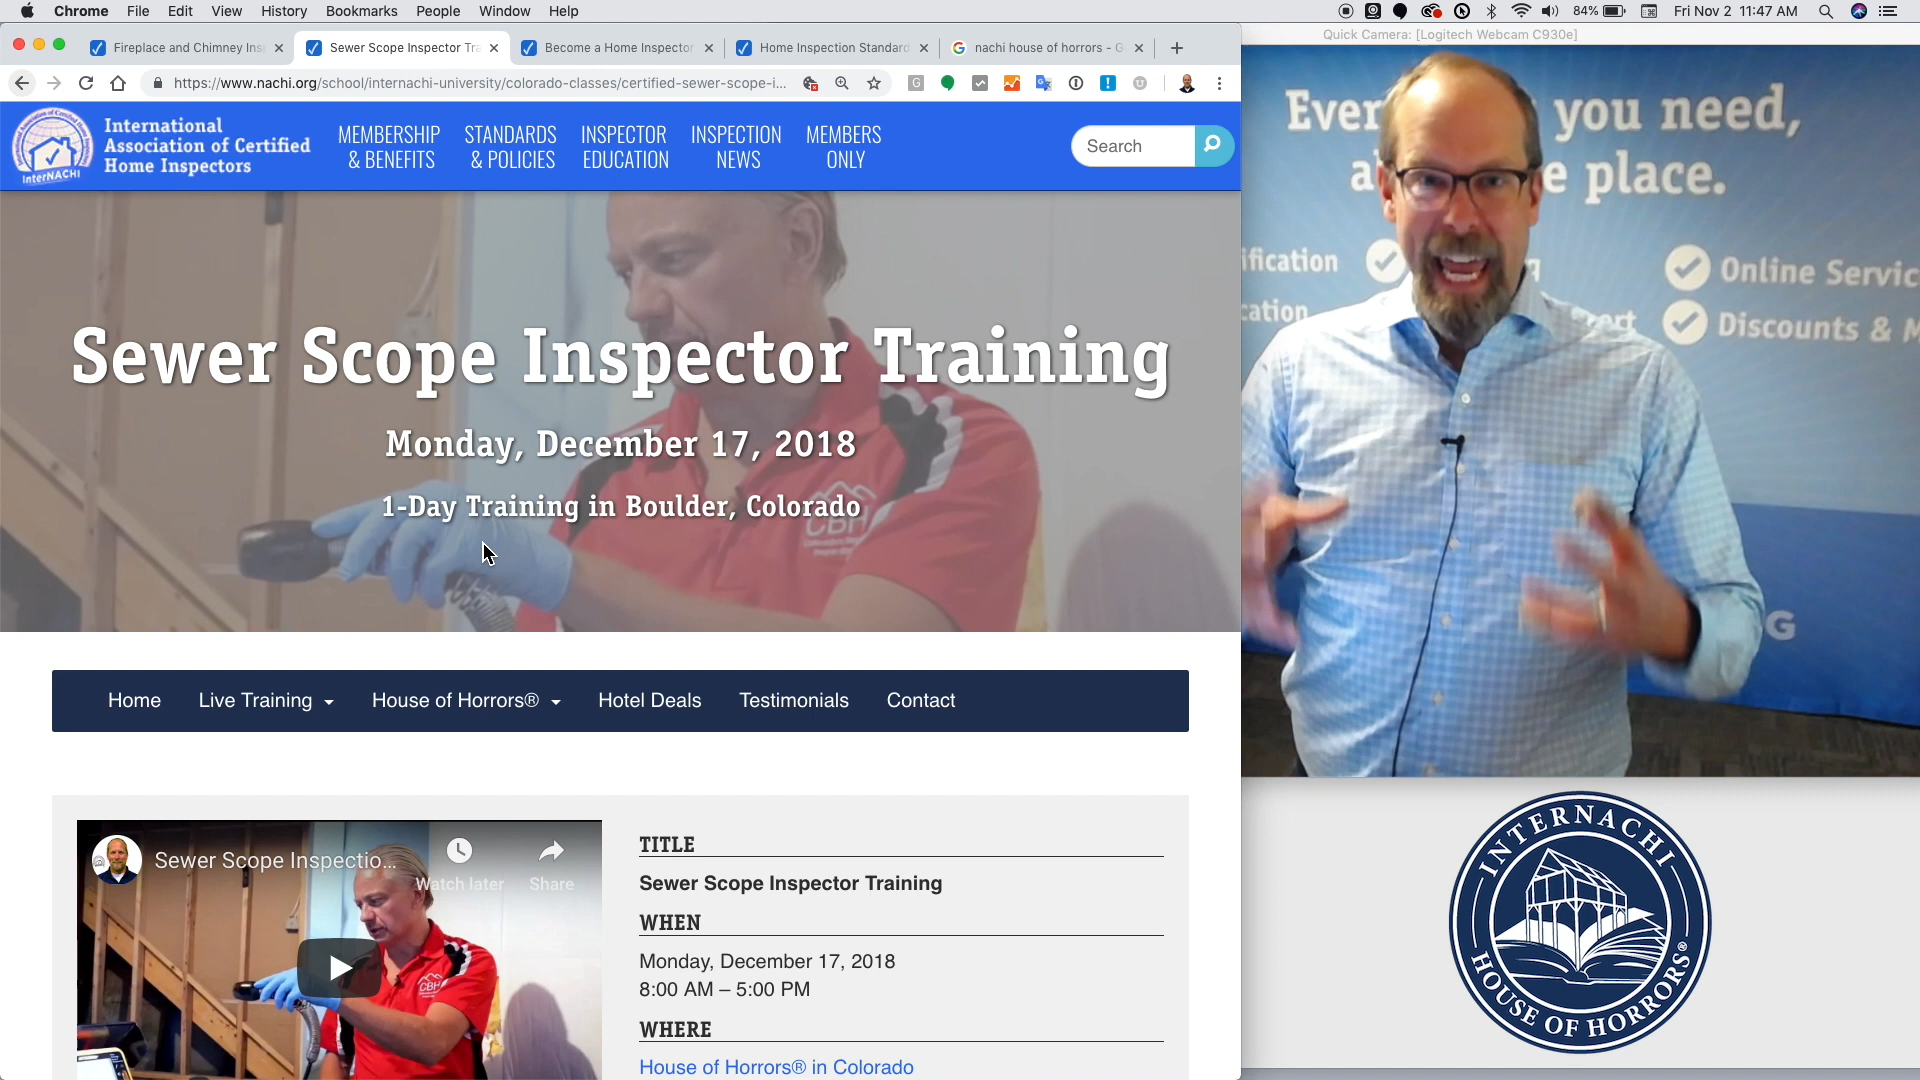 Chrome File Edit View History Bookmarks People Window Help
84% Fri Nov 2 11:47 AM
Quick Camera: [Logitech Webcam C930e]
Fireplace and Chimney Ins
Sewer Scope Inspector Tra
Become a Home Inspector
Home Inspection Standard
nachi house of horrors - G
https://www.nachi.org/school/internachi-university/colorado-classes/certified-sewer-scope-i...
International
Association of Certified
Home Inspectors
InterNACHI
MEMBERSHIP
& BENEFITS
STANDARDS
& POLICIES
INSPECTOR
EDUCATION
INSPECTION
NEWS
MEMBERS
ONLY
Search
Sewer Scope Inspector Training
Monday, December 17, 2018
1-Day Training in Boulder, Colorado
CBH
Home
Live Training
House of Horrors®
Hotel Deals
Testimonials
Contact
Sewer Scope Inspectio...
Watch later
Share
CBH
TITLE
Sewer Scope Inspector Training
WHEN
Monday, December 17, 2018
8:00 AM – 5:00 PM
WHERE
House of Horrors® in Colorado
Ever you need,
a e place.
ification
cation
Online Servic
Discounts & M
ort
G
INTERNACHI
HOUSE OF HORRORS®